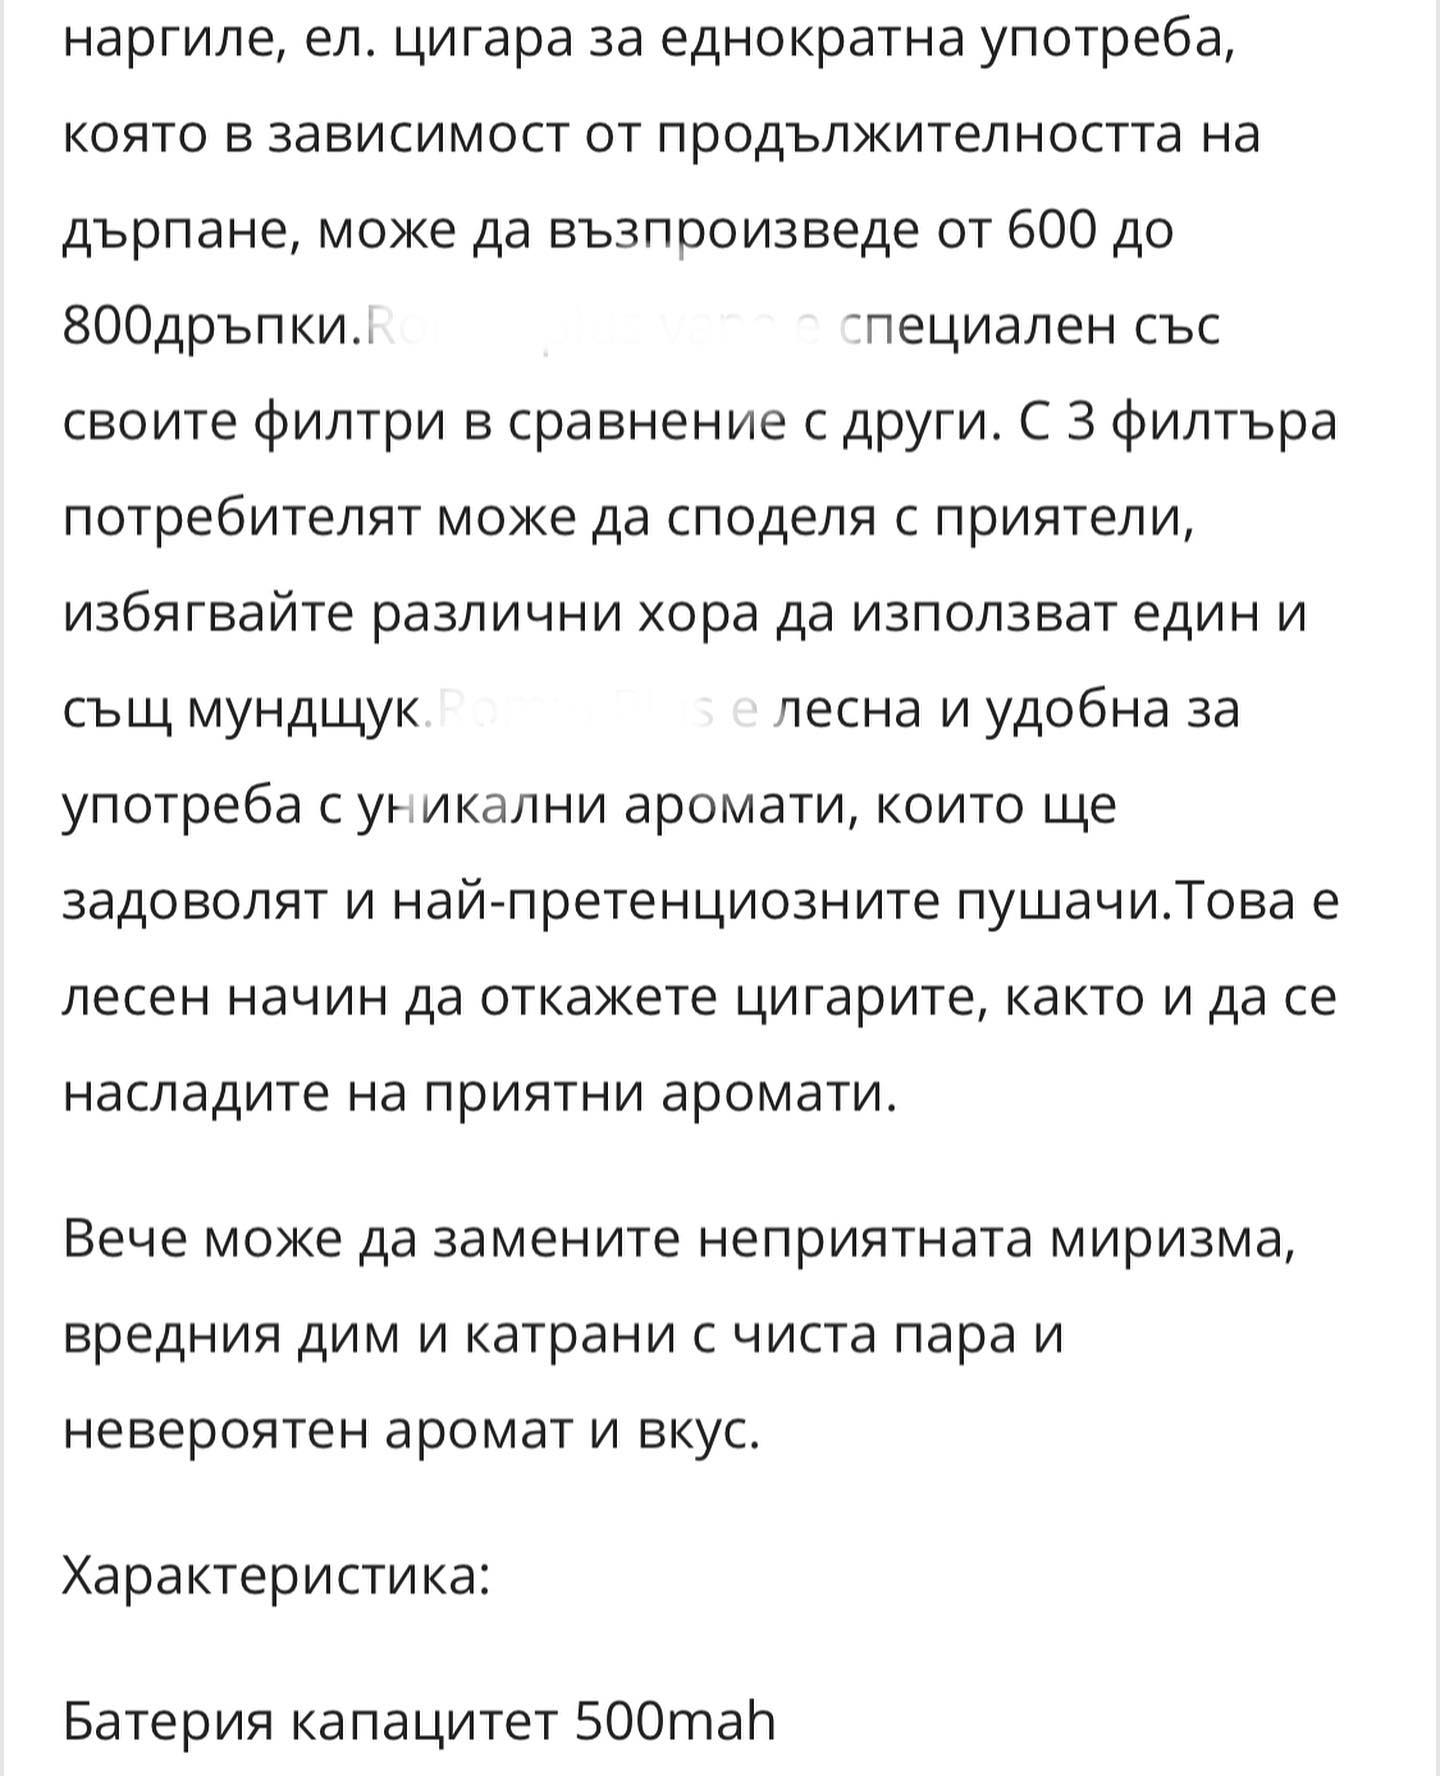 наргиле, ел. цигара за еднократна употреба,
която в зависимост от продължителността на
дърпане, може да възпроизведе от 600 до
800дръпки. е специален със
своите филтри в сравнение с други. С 3 филтъра
потребителят може да споделя с приятели,
избягвайте различни хора да използват един и
същ мундщук. е лесна и удобна за
употреба с уникални аромати, които ще
задоволят и най-претенциозните пушачи.Това е
лесен начин да откажете цигарите, както и да се
насладите на приятни аромати.
Вече може да замените неприятната миризма,
вредния дим и катрани с чиста пара и
невероятен аромат и вкус.
Характеристика:
Батерия капацитет 500mah